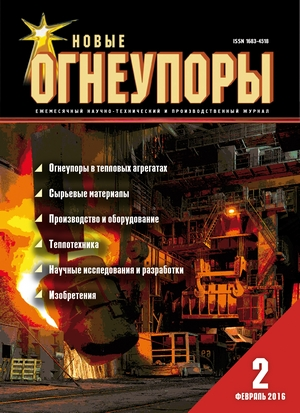 ISSN 1683-4518
НОВЫЕ
ОГНЕУПОРЫ
ЕЖЕМЕСЯЧНЫЙ НАУЧНО-ТЕХНИЧЕСКИЙ И ПРОИЗВОДСТВЕННЫЙ ЖУРНАЛ
Огнеупоры в тепловых агрегатах
Сырьевые материалы
Производство и оборудование
Теплотехника
Научные исследования и разработки
Изобретения
2
ФЕВРАЛЬ 2016